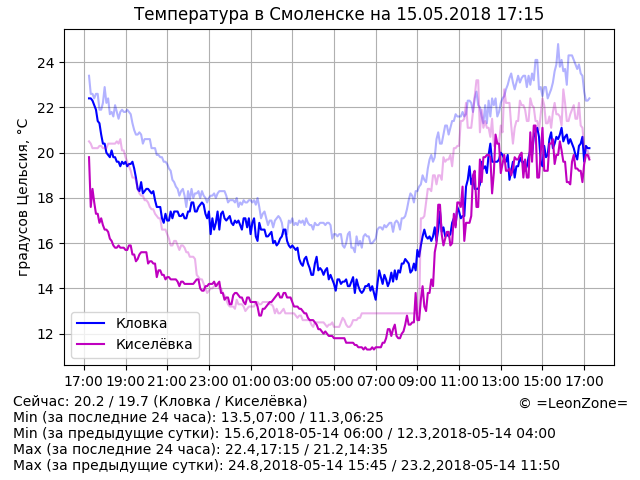 Температура в Смоленске на 15.05.2018 17:15
градусов Цельсия, °C
24
22
20
18
16
14
12
Кловка
Киселёвка
17:00 19:00 21:00 23:00 01:00 03:00 05:00 07:00 09:00 11:00 13:00 15:00 17:00
Сейчас: 20.2 / 19.7 (Кловка / Киселёвка)
© =LeonZone=
Min (за последние 24 часа): 13.5,07:00 / 11.3,06:25
Min (за предыдущие сутки): 15.6,2018-05-14 06:00 / 12.3,2018-05-14 04:00
Max (за последние 24 часа): 22.4,17:15 / 21.2,14:35
Max (за предыдущие сутки): 24.8,2018-05-14 15:45 / 23.2,2018-05-14 11:50